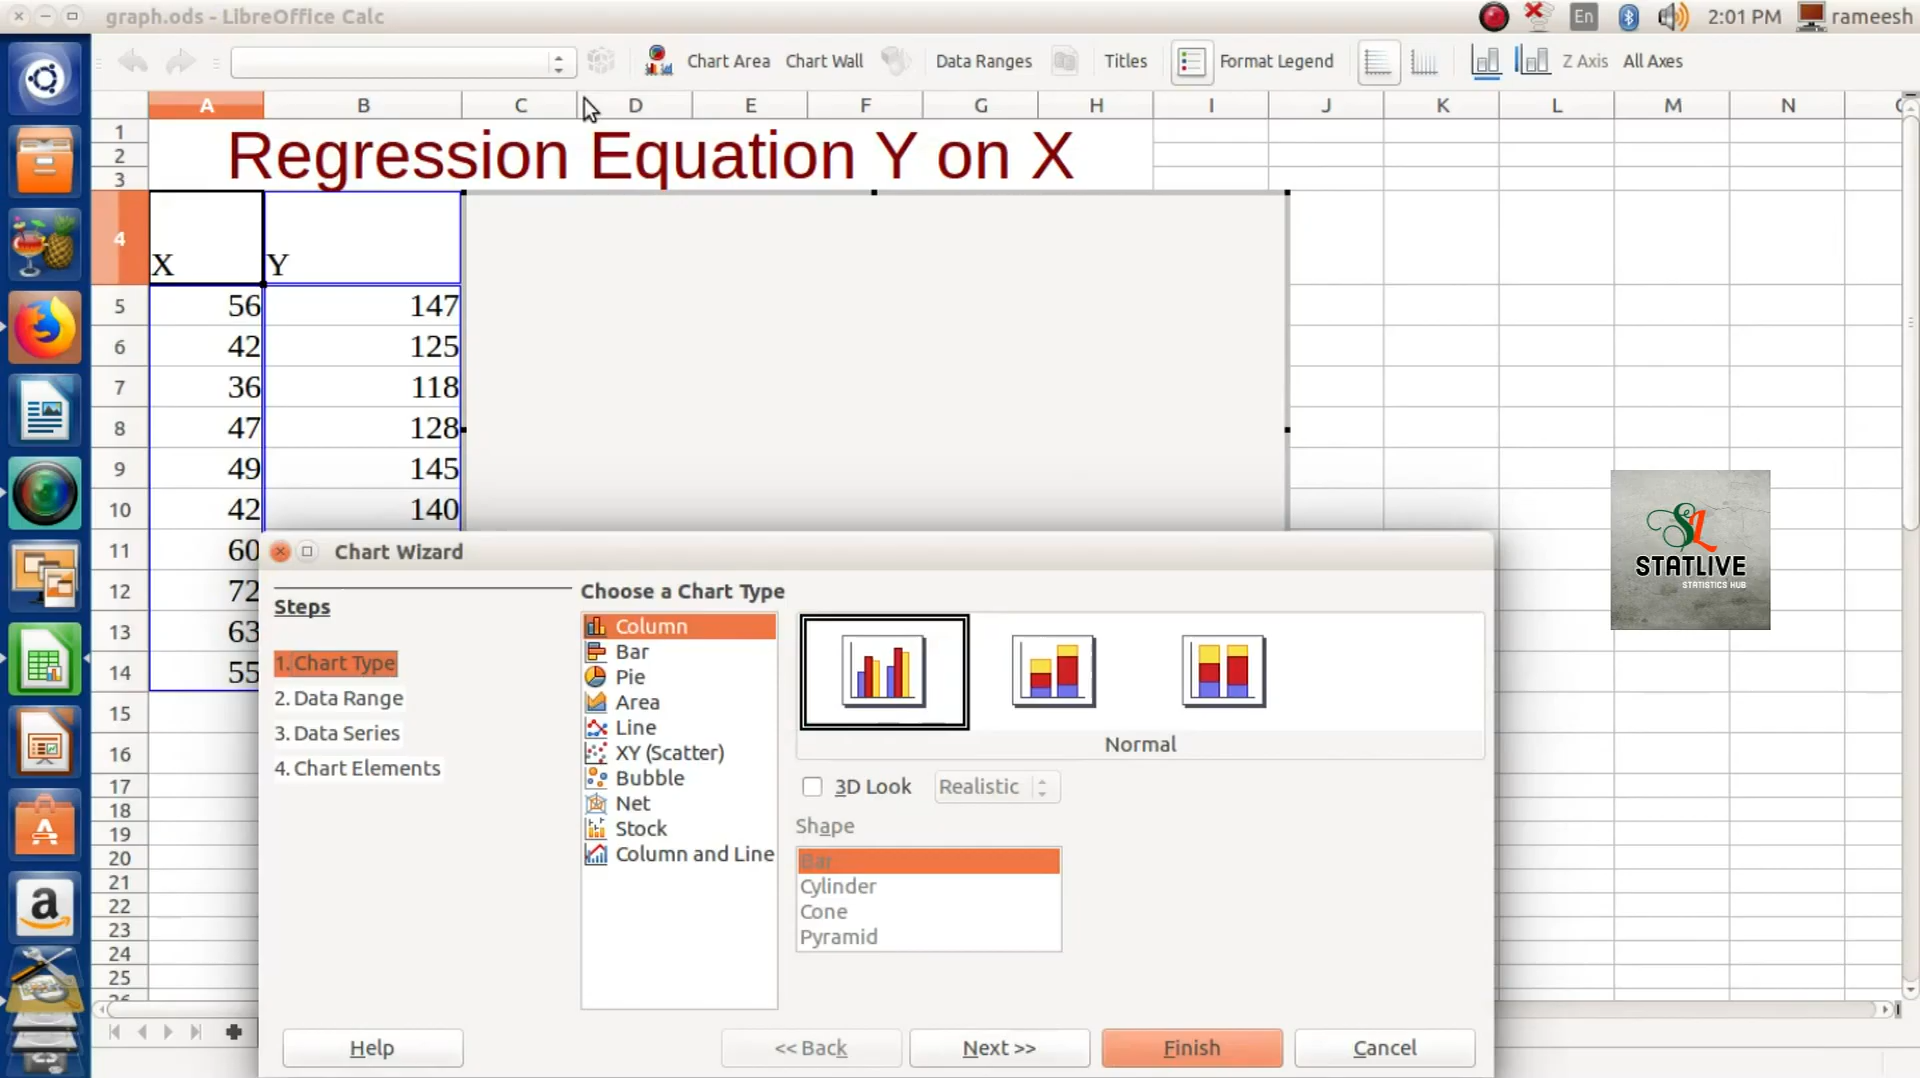 graph.ods - LibreOffice Calc
En
2:01 PM
rameesh
Chart Area
Chart Wall
Data Ranges
Titles
Format Legend
Z Axis
All Axes
A B C D E F G H I J K L M N
1
2
3
Regression Equation Y on X
4 X Y
5 56 147
6 42 125
7 36 118
8 47 128
9 49 145
10 42 140
11 60
12 72
13 63
14 55
15
16
17
18
19
20
21
22
23
24
25
SL
STATLIVE
STATISTICS HUB
Chart Wizard
Steps
1. Chart Type
2. Data Range
3. Data Series
4. Chart Elements
Choose a Chart Type
Column
Bar
Pie
Area
Line
XY (Scatter)
Bubble
Net
Stock
Column and Line
Normal
3D Look
Realistic
Shape
Bar
Cylinder
Cone
Pyramid
Help
<< Back
Next >>
Finish
Cancel